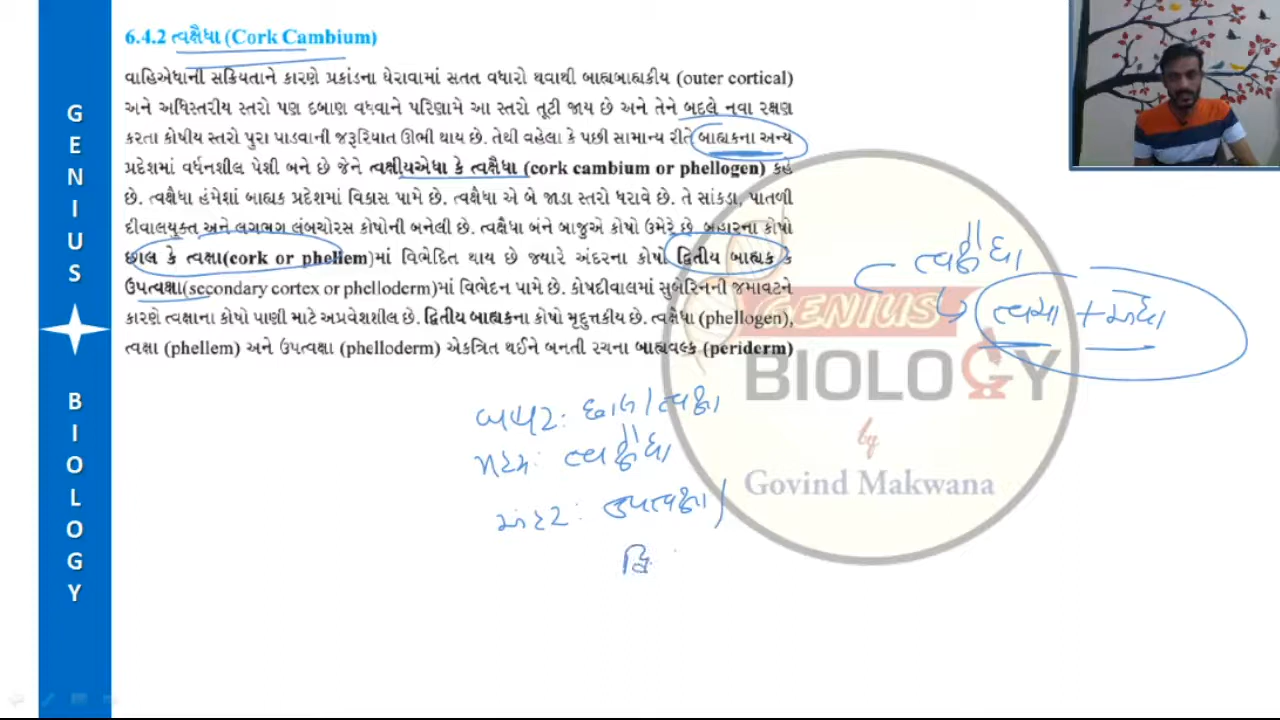 6.4.2 ત્વક્ષૈધા (Cork Cambium)
વાહિએધાની સક્રિયતાને કારણે પ્રકાંડના ઘેરાવામાં સતત વધારો થવાથી બાહ્યબાહ્યકીય (outer cortical)
અને અધિસ્તરીય સ્તરો પણ દબાણ વધવાને પરિણામે આ સ્તરો તૂટી જાય છે અને તેને બદલે નવા રક્ષણ
કરતા કોષીય સ્તરો પુરા પાડવાની જરૂરિયાત ઊભી થાય છે. તેથી વહેલા કે પછી સામાન્ય રીતે બાહ્યકના અન્ય
પ્રદેશમાં વર્ધનશીલ પેશી બને છે જેને ત્વક્ષીયએધા કે ત્વક્ષૈધા (cork cambium or phellogen) કહે
છે. ત્વક્ષૈધા હંમેશાં બાહ્યક પ્રદેશમાં વિકાસ પામે છે. ત્વક્ષૈધા એ બે જાડા સ્તરો ધરાવે છે. તે સાંકડા, પાતળી
દીવાલયુક્ત અને લગભગ લંબચોરસ કોષોની બનેલી છે. ત્વક્ષૈધા બંને બાજુએ કોષો ઉમેરે છે. બહારના કોષો
છાલ કે ત્વક્ષા(cork or phellem)માં વિભેદિત થાય છે જ્યારે અંદરના કોષો દ્વિતીય બાહ્યક કે
ઉપત્વક્ષા(secondary cortex or phelloderm)માં વિભેદન પામે છે. કોષદીવાલમાં સુબેરિનની જમાવટને
કારણે ત્વક્ષાના કોષો પાણી માટે અપ્રવેશશીલ છે. દ્વિતીય બાહ્યકના કોષો મૃદુત્તકીય છે. ત્વક્ષૈધા (phellogen),
ત્વક્ષા (phellem) અને ઉપત્વક્ષા (phelloderm) એકત્રિત થઈને બનતી રચના બાહ્યવલ્ક (periderm)
ત્વક્ષૈધા
ત્વચા + એધા
બહાર: છાલ/ત્વક્ષા
મધ્ય: ત્વક્ષૈધા
અંદર: ઉપત્વક્ષા/
દ્વિ
GENIUS
BIOLOGY
by
Govind Makwana
GENIUS
BIOLOGY